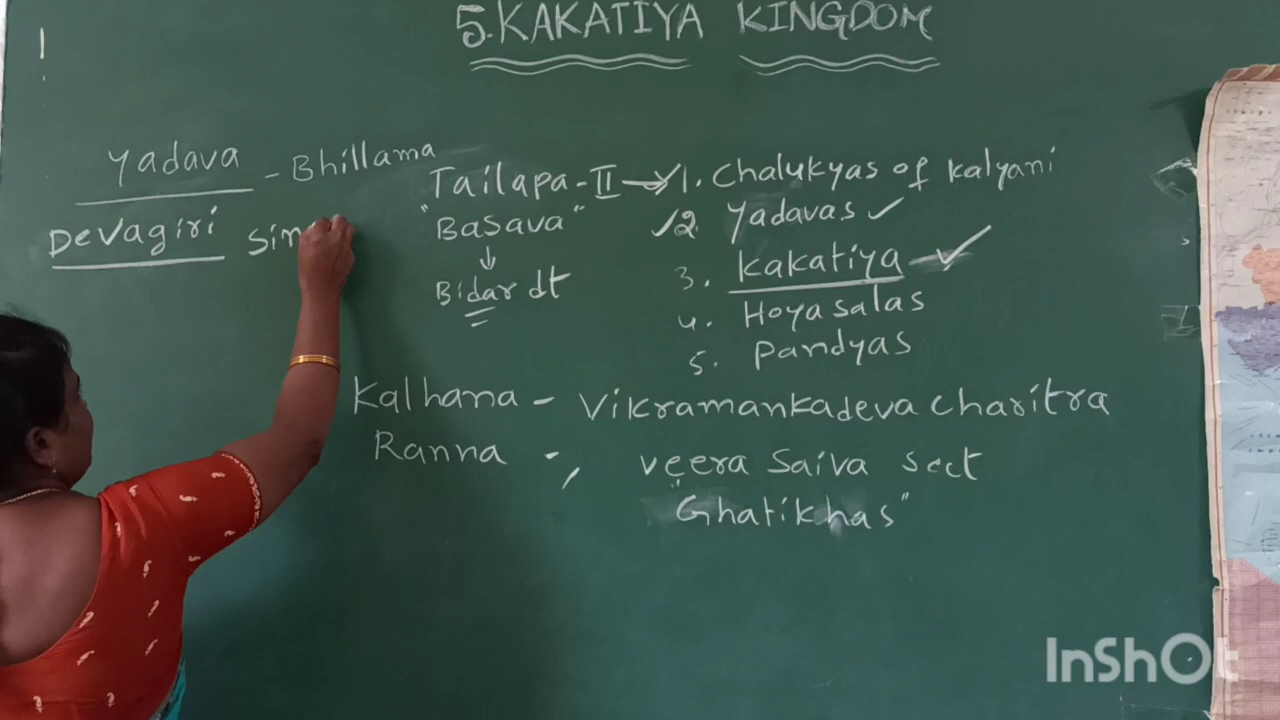 5. KAKATIYA KINGDOM
Yadava - Bhillama
Devagiri
Tailapa - II → ✓1. Chalukyas of Kalyani
"Basava" ✓2. Yadavas ✓
↓
Bidar dt
3. Kakatiya - ✓
4. Hoyasalas
5. Pandyas
Kalhana - Vikramankadeva Charitra
Ranna - , Veera Saiva Sect
"Ghatikhas"
InShOt